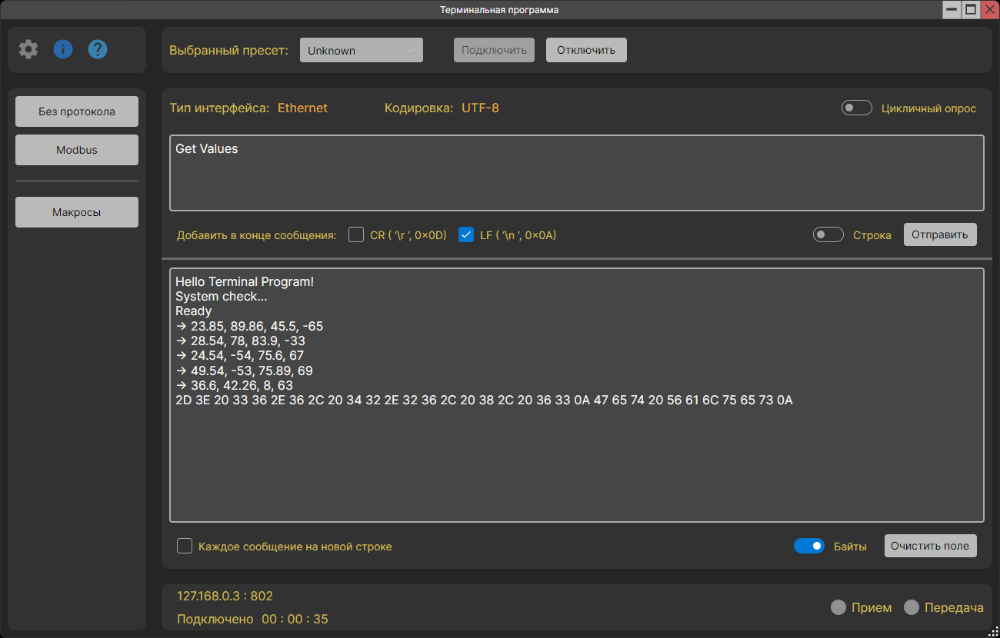 Терминальная программа
Выбранный пресет: Unknown Подключить Отключить
Без протокола
Modbus
Макросы
Тип интерфейса: Ethernet Кодировка: UTF-8 Цикличный опрос
Get Values
Добавить в конце сообщения: CR ( '\r ', 0x0D) LF ( '\n ', 0x0A) Строка Отправить
Hello Terminal Program!
System check...
Ready
-> 23.85, 89.86, 45.5, -65
-> 28.54, 78, 83.9, -33
-> 24.54, -54, 75.6, 67
-> 49.54, -53, 75.89, 69
-> 36.6, 42.26, 8, 63
2D 3E 20 33 36 2E 36 2C 20 34 32 2E 32 36 2C 20 38 2C 20 36 33 0A 47 65 74 20 56 61 6C 75 65 73 0A
Каждое сообщение на новой строке Байты Очистить поле
127.168.0.3 : 802
Подключено 00 : 00 : 35
Прием Передача